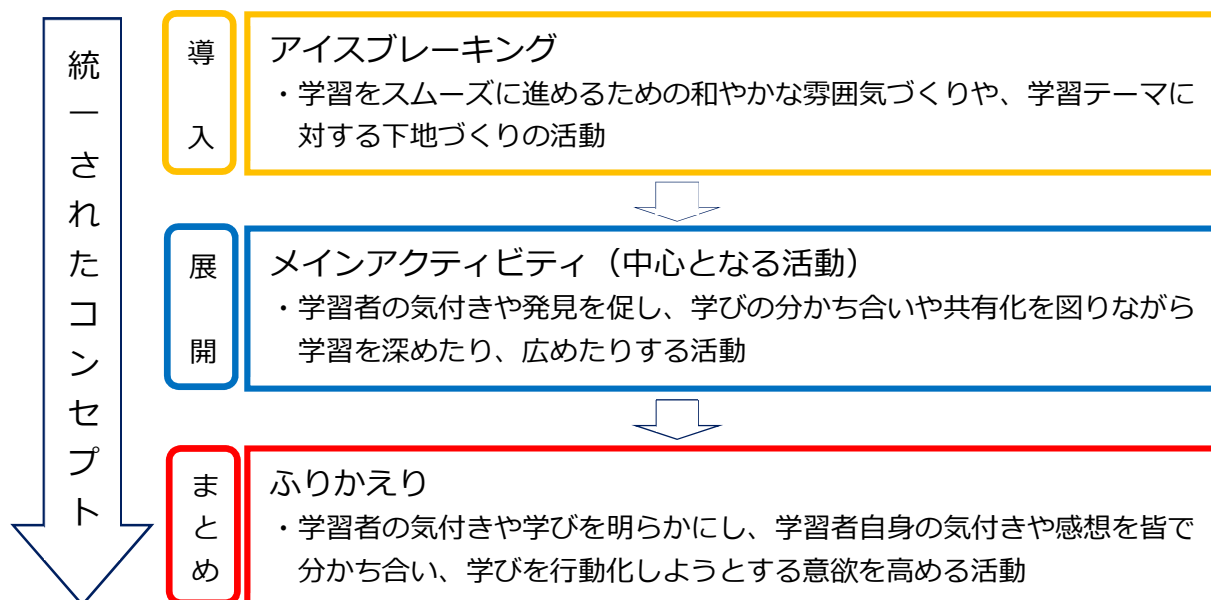 統一されたコンセプト
導入
アイスブレーキング
・学習をスムーズに進めるための和やかな雰囲気づくりや、学習テーマに
対する下地づくりの活動
展開
メインアクティビティ（中心となる活動）
・学習者の気付きや発見を促し、学びの分かち合いや共有化を図りながら
学習を深めたり、広めたりする活動
まとめ
ふりかえり
・学習者の気付きや学びを明らかにし、学習者自身の気付きや感想を皆で
分かち合い、学びを行動化しようとする意欲を高める活動